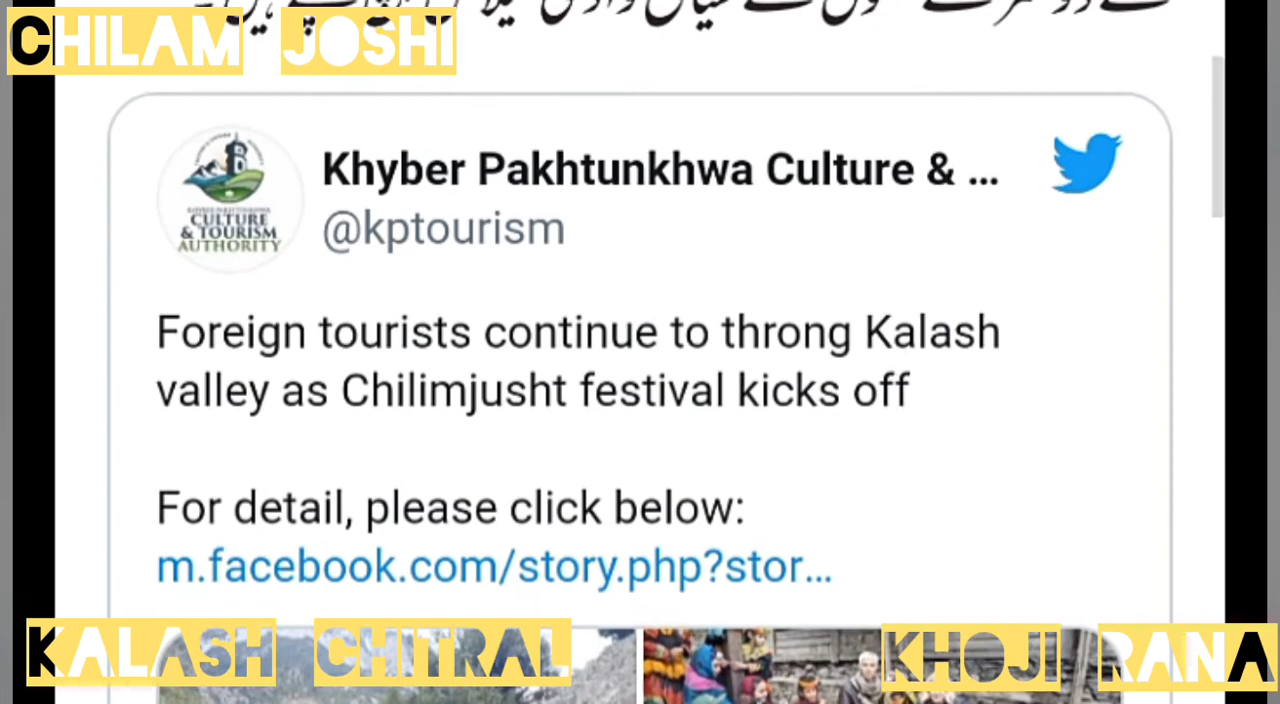 CHILAM JOSHI
Khyber Pakhtunkhwa Culture & ...
@kptourism
CULTURE
& TOURISM
AUTHORITY
Foreign tourists continue to throng Kalash
valley as Chilimjusht festival kicks off
For detail, please click below:
m.facebook.com/story.php?stor...
KALASH CHITRAL
KHOJI RANA